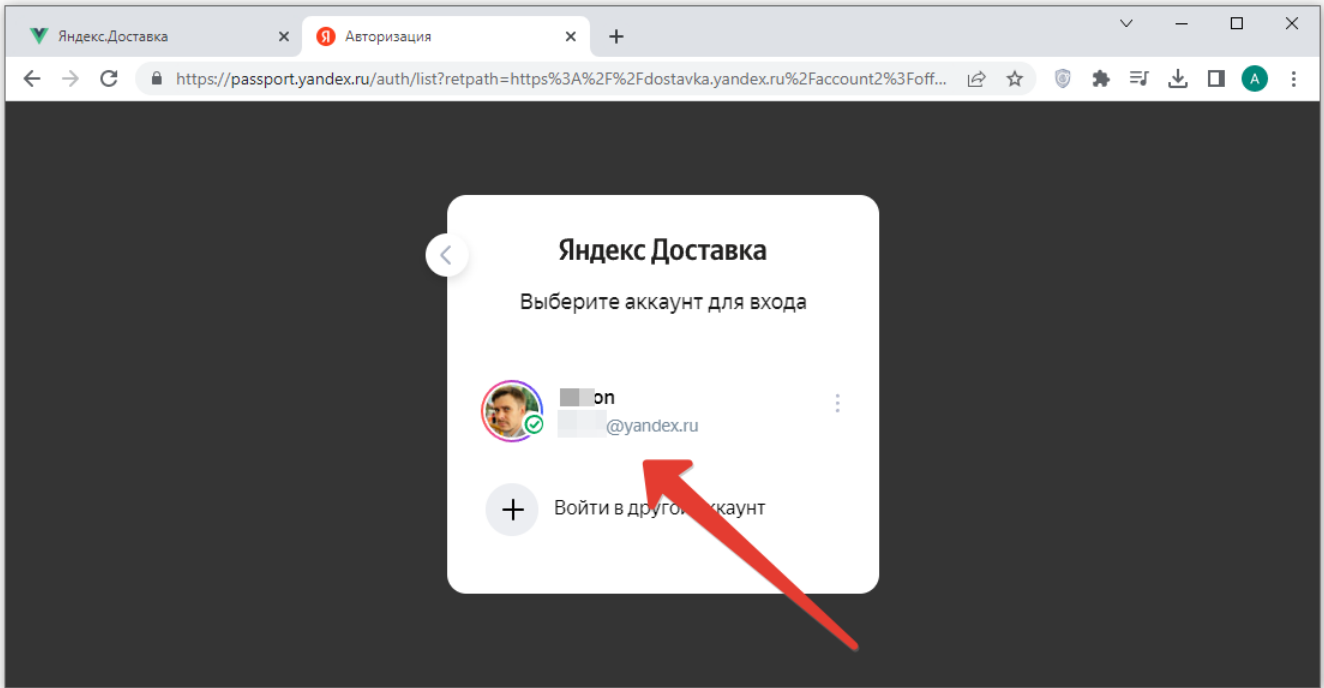 Яндекс.Доставка
Авторизация
https://passport.yandex.ru/auth/list?retpath=https%3A%2F%2Fdostavka.yandex.ru%2Faccount2%3Foff...
A
Яндекс Доставка
Выберите аккаунт для входа
on
@yandex.ru
Войти в другой аккаунт